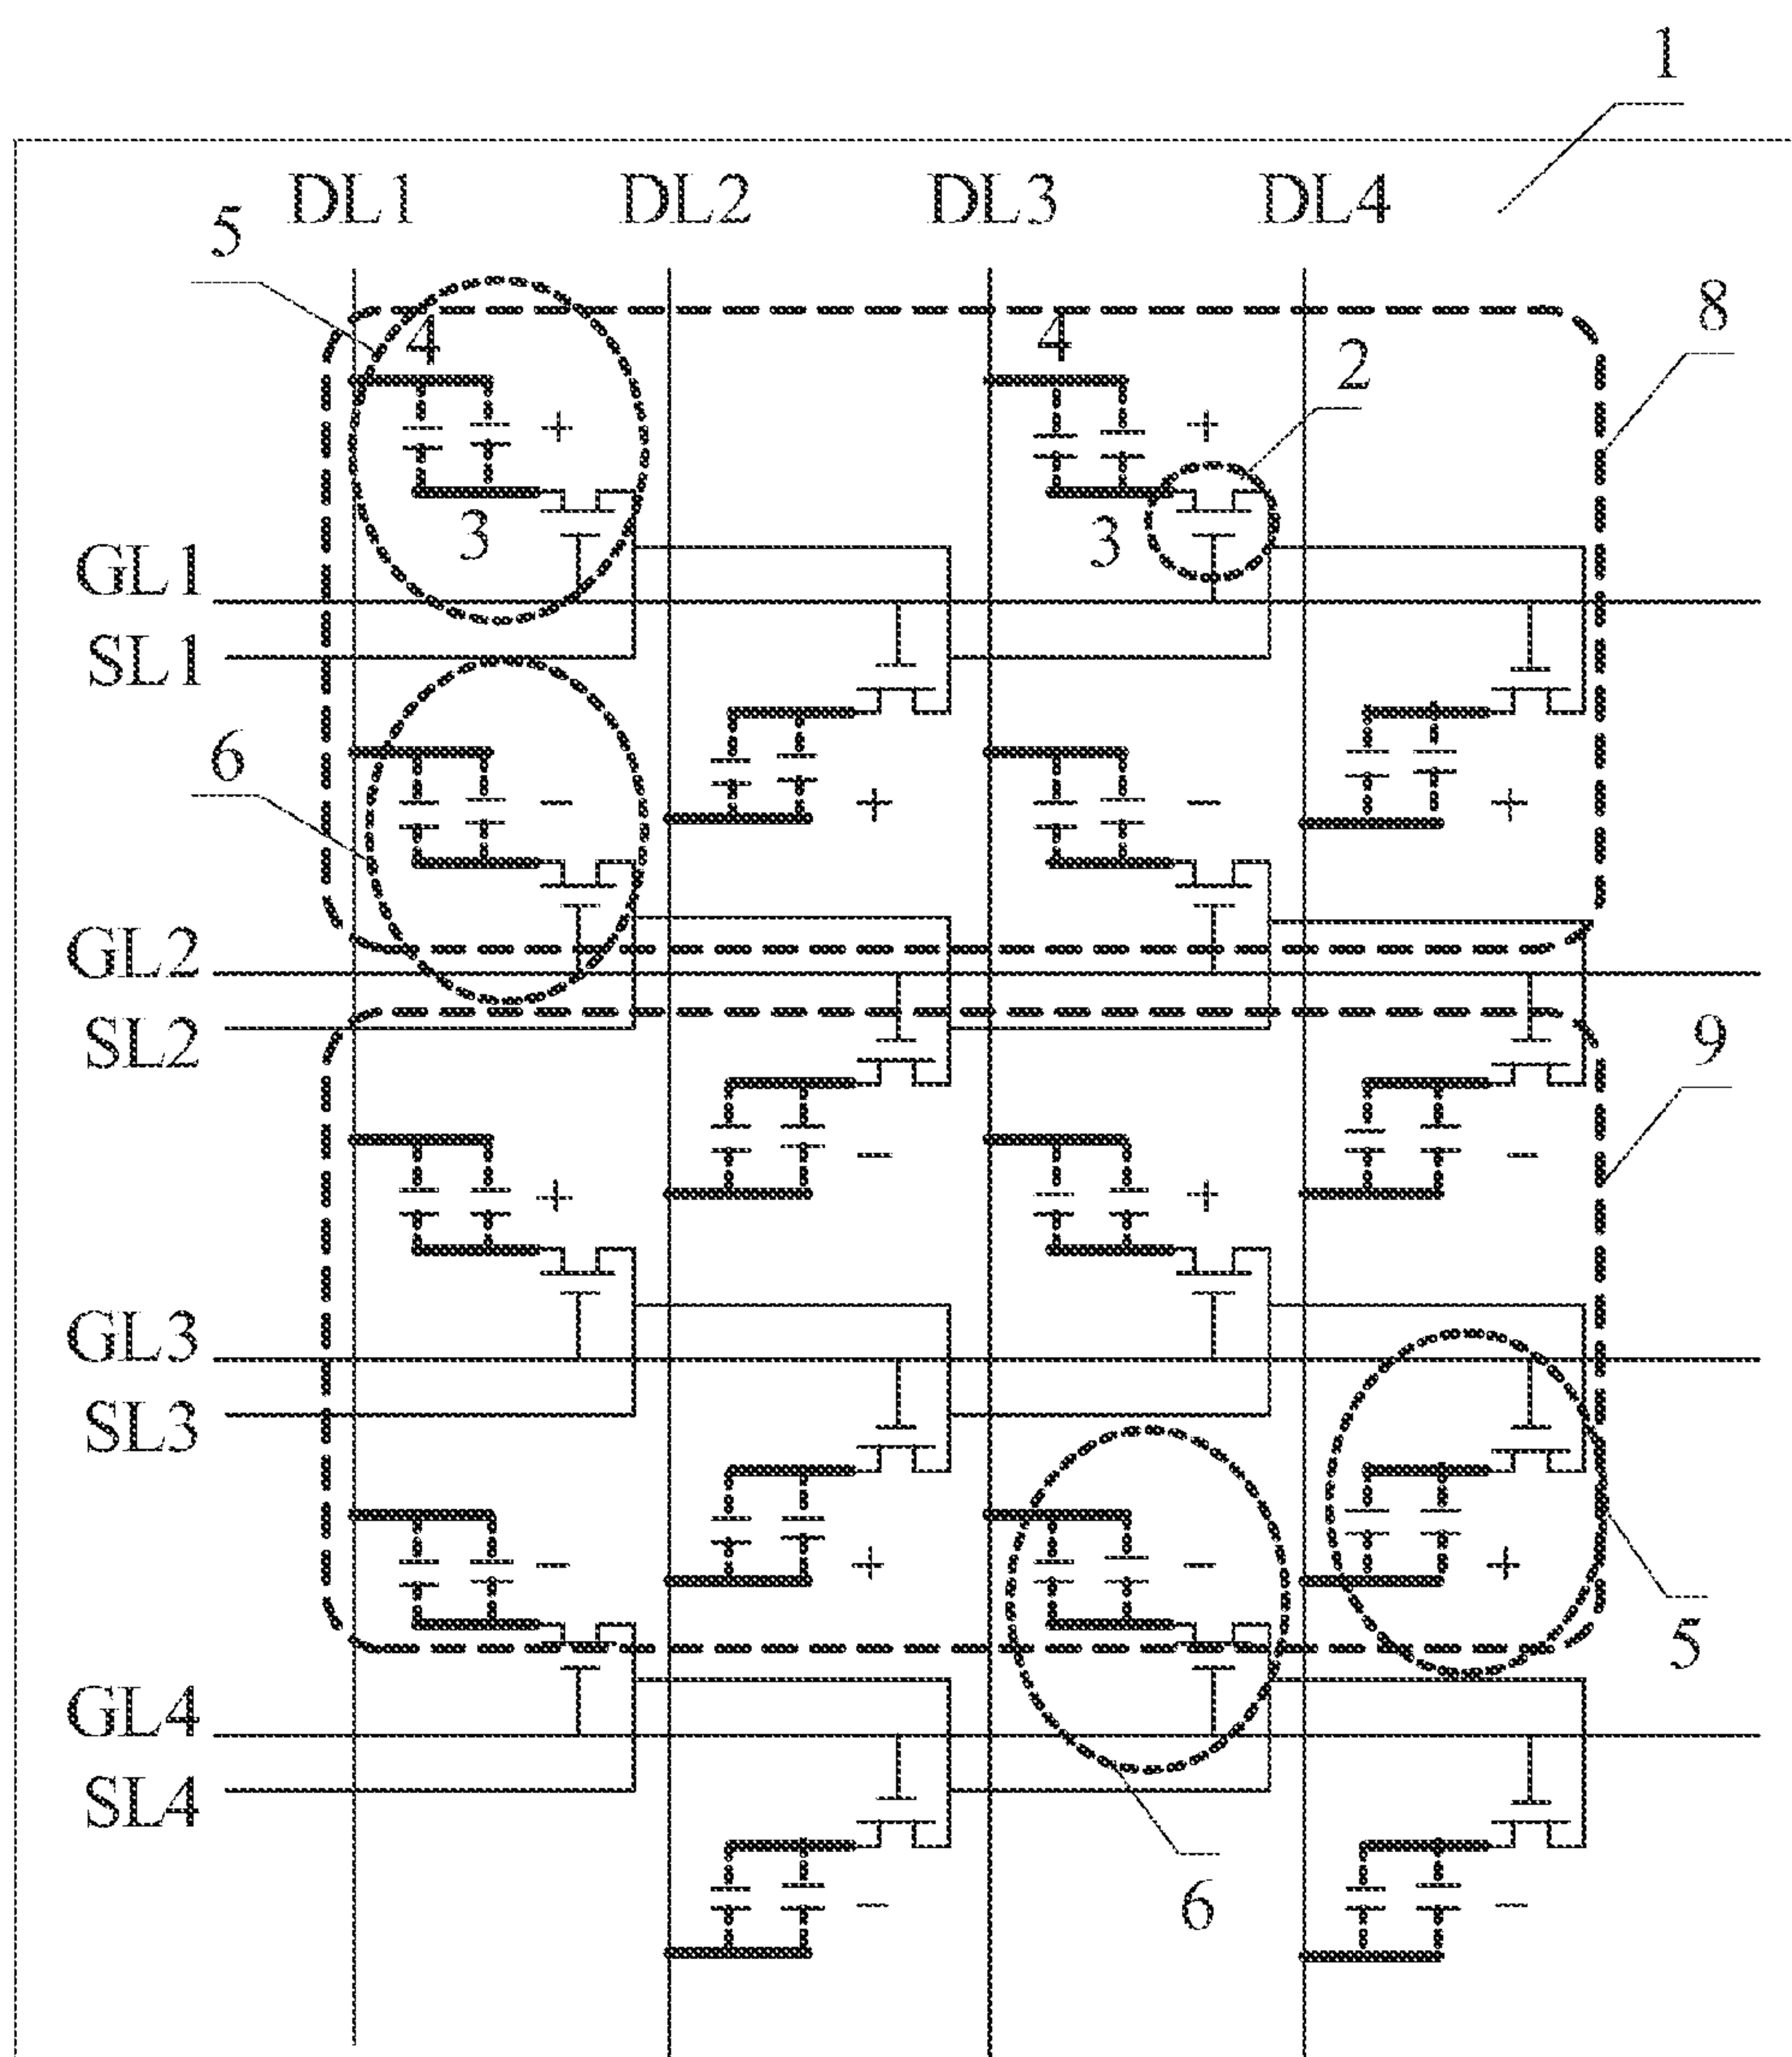 1
DL1 DL2 DL3 DL4
5
8
4 4 2
+ +
3 3
GL1
SL1
6
- + - +
GL2
SL2
9
- -
+ +
GL3
SL3
- + - +
5
GL4
SL4
6
- -